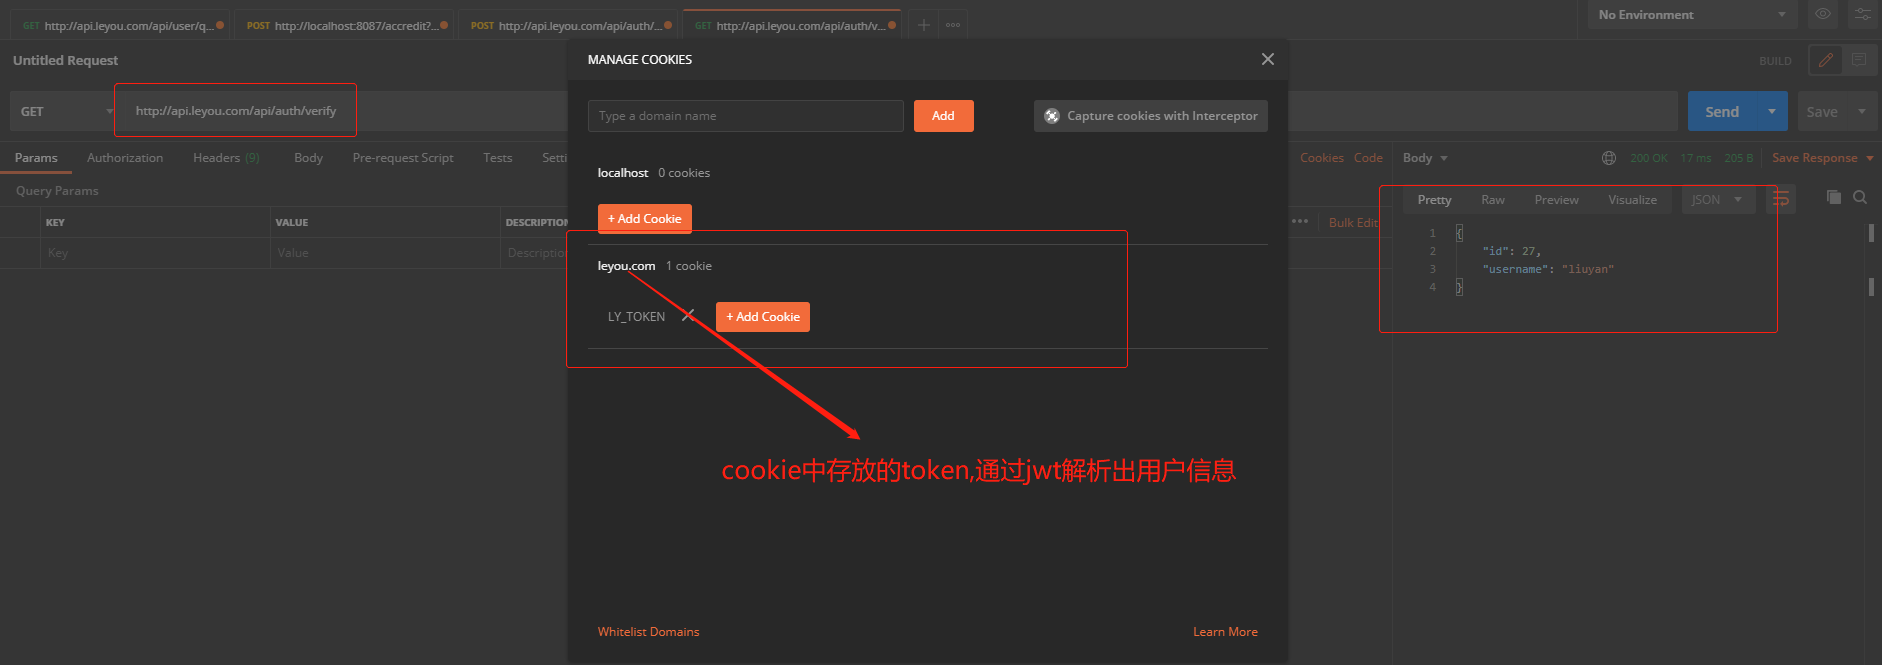 GET http://api.leyou.com/api/user/q...
POST http://localhost:8087/accredit?...
POST http://api.leyou.com/api/auth/...
GET http://api.leyou.com/api/auth/v...
No Environment
Untitled Request
BUILD
GET
http://api.leyou.com/api/auth/verify
Send
Save
Params
Authorization
Headers (9)
Body
Pre-request Script
Tests
Setti
Cookies
Code
Query Params
KEY
VALUE
DESCRIPTION
Bulk Edit
Key
Value
Description
MANAGE COOKIES
Type a domain name
Add
Capture cookies with Interceptor
localhost 0 cookies
+ Add Cookie
leyou.com 1 cookie
LY_TOKEN
+ Add Cookie
cookie中存放的token,通过jwt解析出用户信息
Whitelist Domains
Learn More
Body
200 OK
17 ms
205 B
Save Response
Pretty
Raw
Preview
Visualize
JSON
1 {
2 "id": 27,
3 "username": "liuyan"
4 }